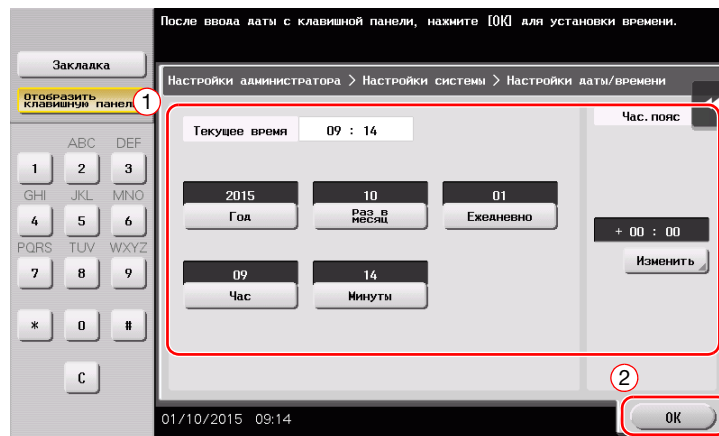 После ввода даты с клавишной панели, нажмите [OK] для установки времени.
Закладка
Настройки администратора > Настройки системы > Настройки даты/времени
Отобразить
клавишную панель
1
Текущее время 09 : 14
Час. пояс
ABC DEF
1 2 3
GHI JKL MNO
4 5 6
PQRS TUV WXYZ
7 8 9
* 0 #
C
2015 10 01
Год
Раз в
месяц
Ежедневно
+ 00 : 00
Изменить
09 14
Час Минуты
2
01/10/2015 09:14
OK